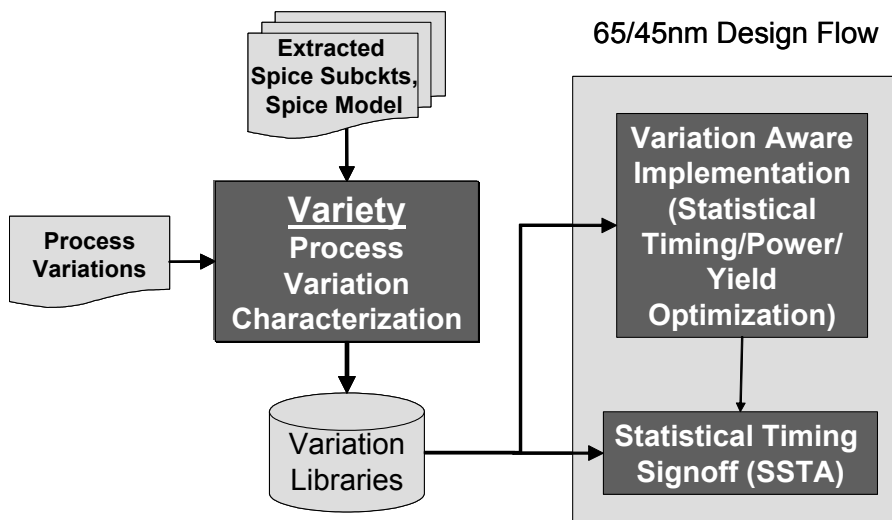 65/45nm Design Flow
Extracted
Spice Subckts,
Spice Model
Variety
Process
Variation
Characterization
Process
Variations
Variation
Libraries
Variation Aware
Implementation
(Statistical
Timing/Power/
Yield
Optimization)
Statistical Timing
Signoff (SSTA)